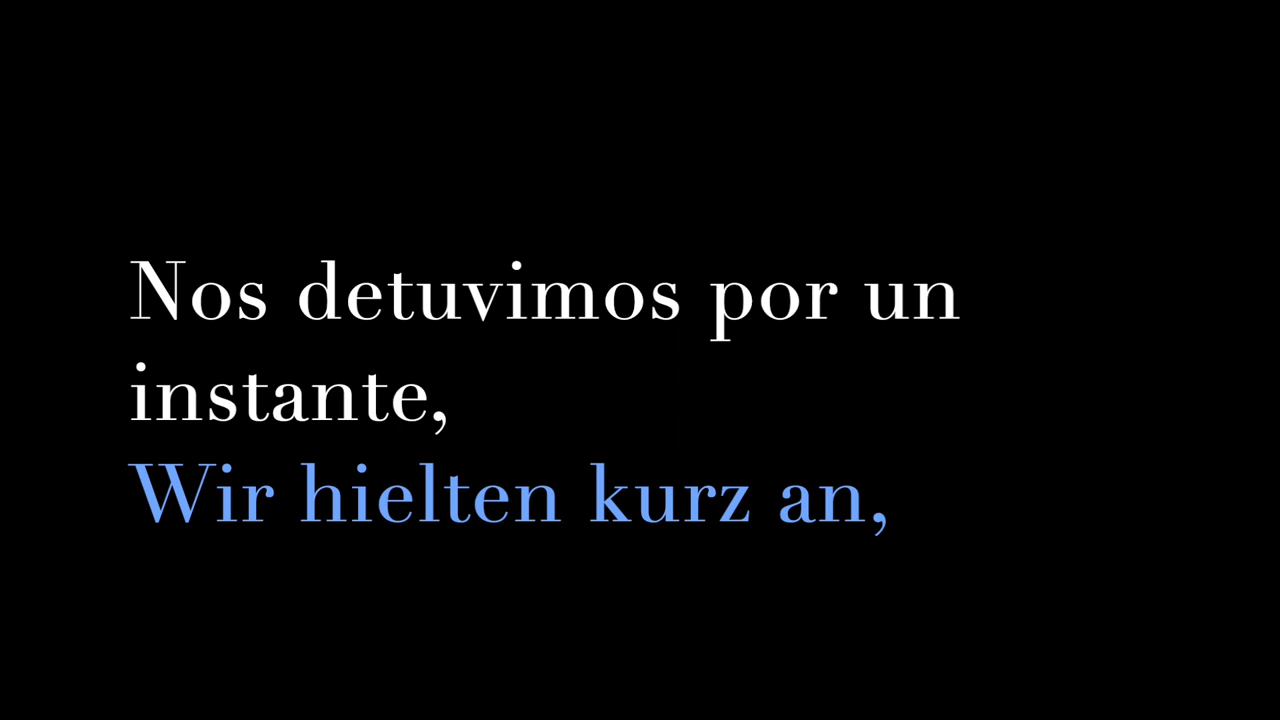 Nos detuvimos por un
instante,
Wir hielten kurz an,